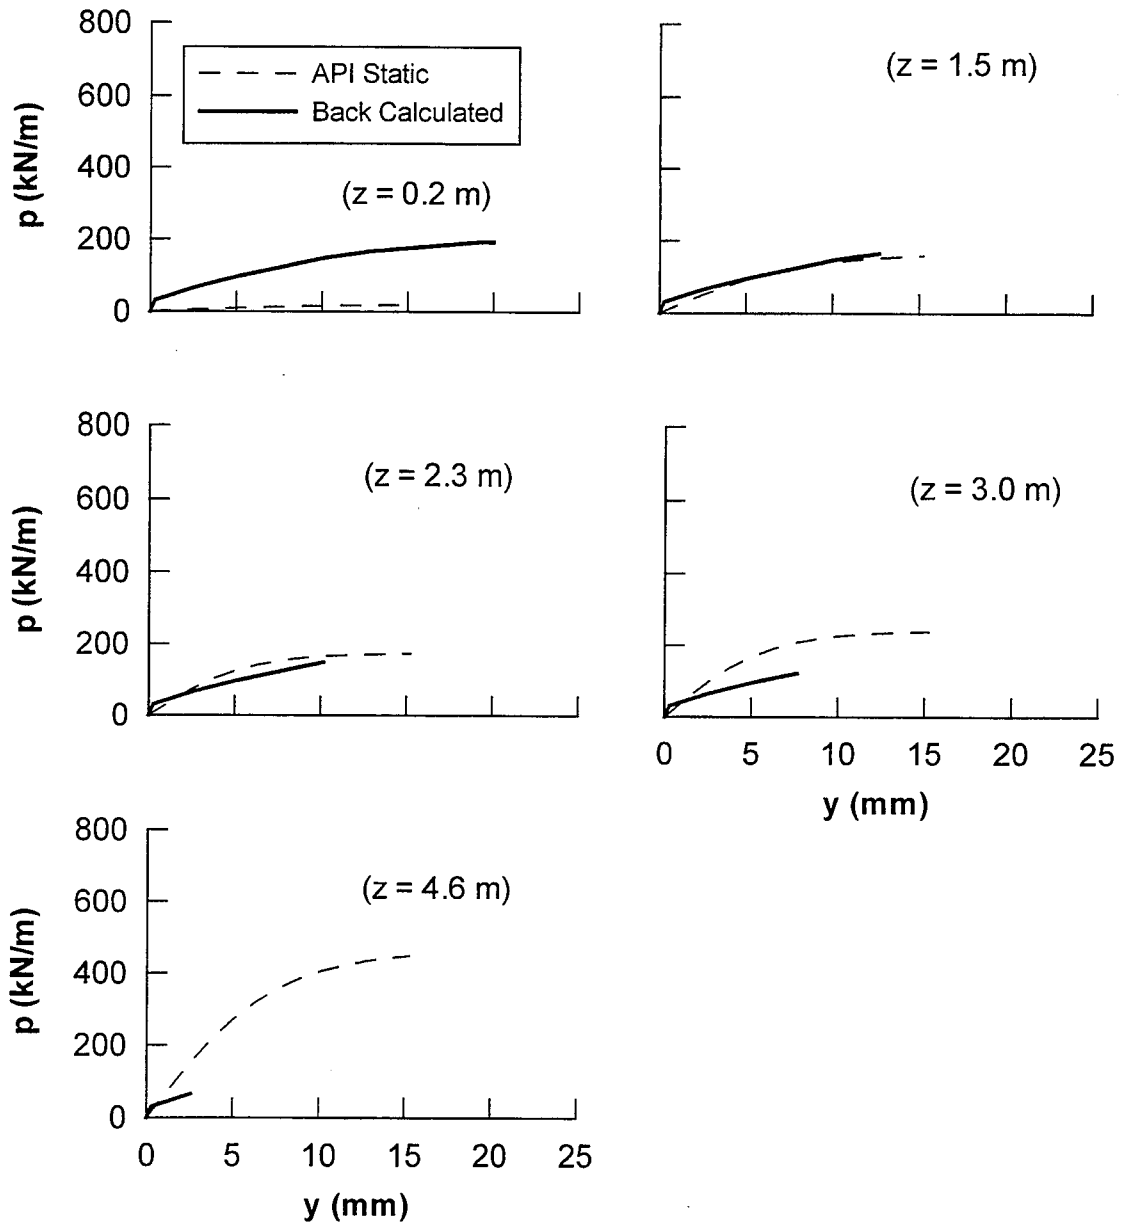 800
600
400
200
0
p (kN/m)
API Static
Back Calculated
(z = 0.2 m)
(z = 1.5 m)
800
600
400
200
0
p (kN/m)
(z = 2.3 m)
(z = 3.0 m)
0 5 10 15 20 25
y (mm)
800
600
400
200
0
p (kN/m)
(z = 4.6 m)
0 5 10 15 20 25
y (mm)